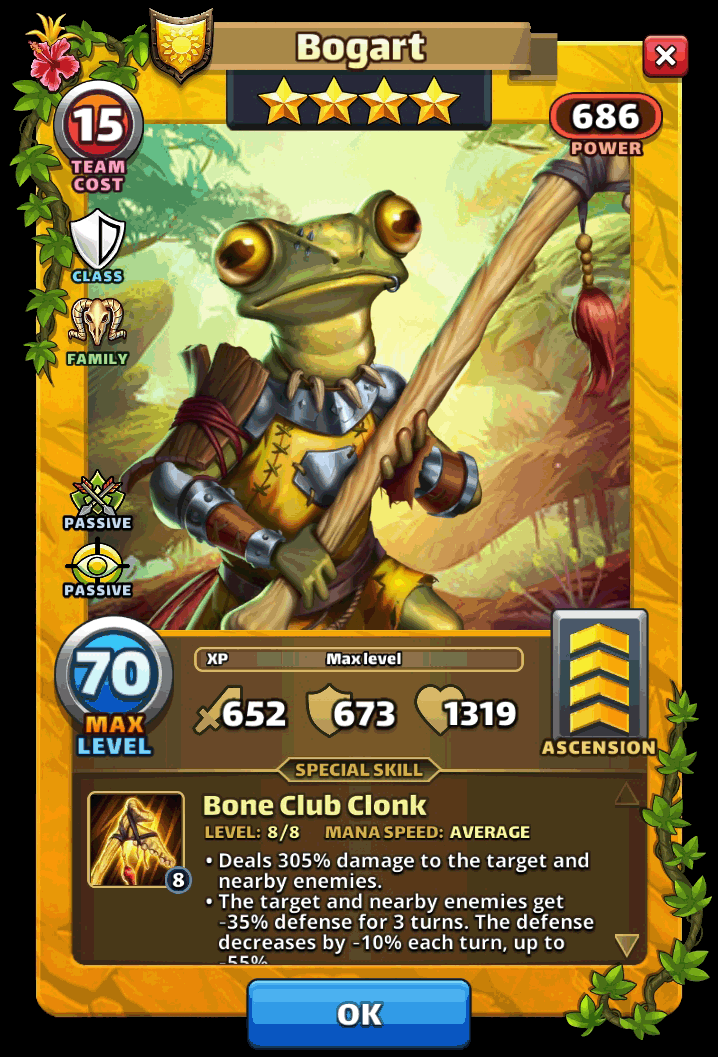 Bogart
15
TEAM
COST
686
POWER
CLASS
FAMILY
PASSIVE
PASSIVE
70
MAX
LEVEL
XP Max level
652 673 1319
ASCENSION
SPECIAL SKILL
Bone Club Clonk
LEVEL: 8/8 MANA SPEED: AVERAGE
8
• Deals 305% damage to the target and
nearby enemies.
• The target and nearby enemies get
-35% defense for 3 turns. The defense
decreases by -10% each turn, up to
-55%
OK